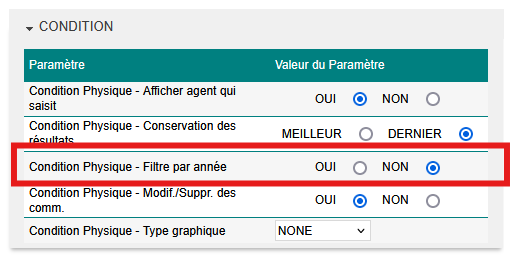 CONDITION
Paramètre Valeur du Paramètre
Condition Physique - Afficher agent qui
saisit
OUI NON
Condition Physique - Conservation des
résultats
MEILLEUR DERNIER
Condition Physique - Filtre par année OUI NON
Condition Physique - Modif./Suppr. des
comm.
OUI NON
Condition Physique - Type graphique NONE